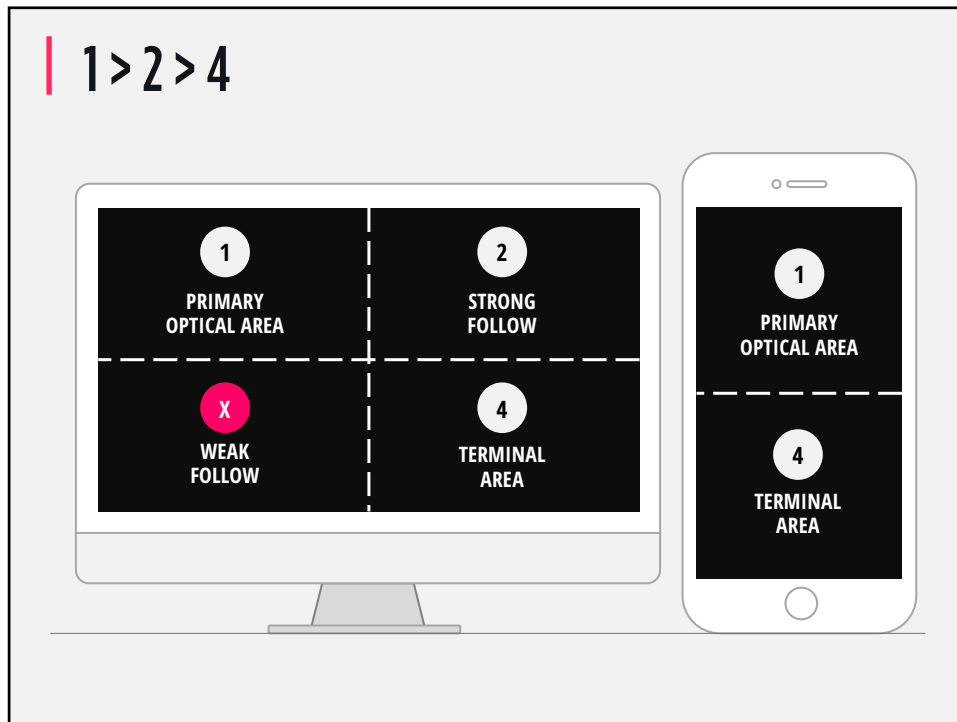 1 > 2 > 4
1
PRIMARY
OPTICAL AREA
2
STRONG
FOLLOW
X
WEAK
FOLLOW
4
TERMINAL
AREA
1
PRIMARY
OPTICAL AREA
4
TERMINAL
AREA